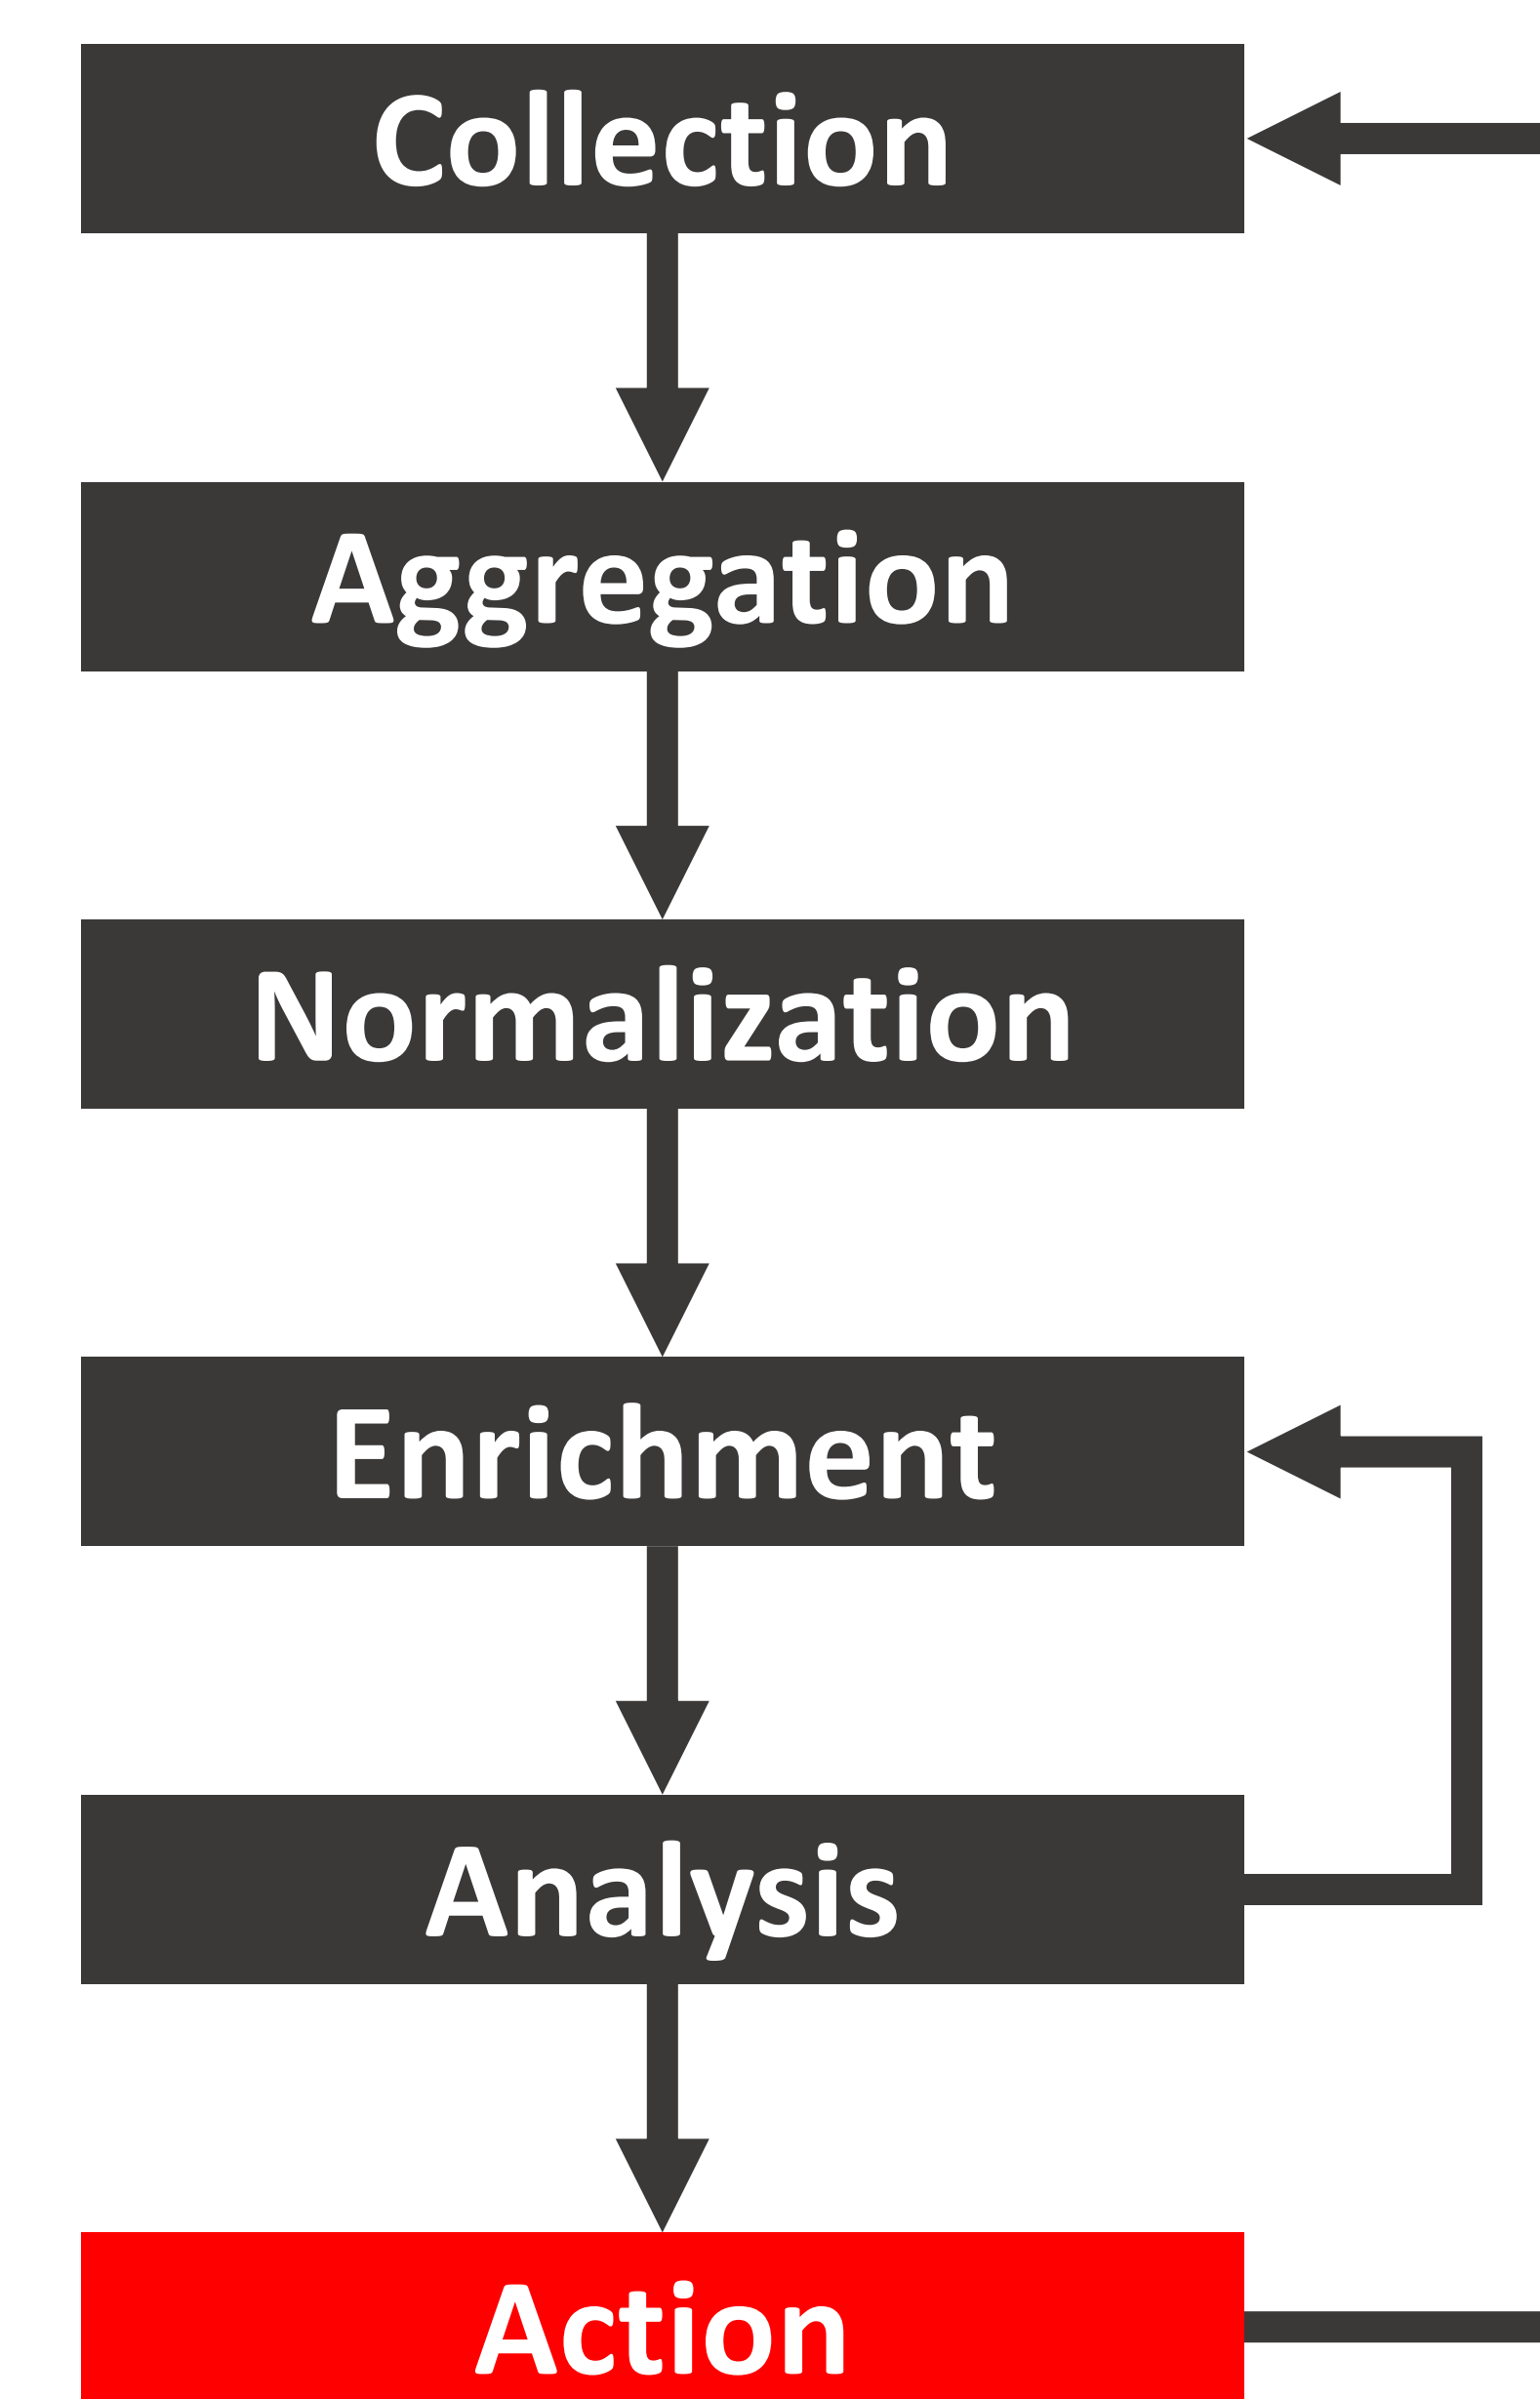 Collection
Aggregation
Normalization
Enrichment
Analysis
Action